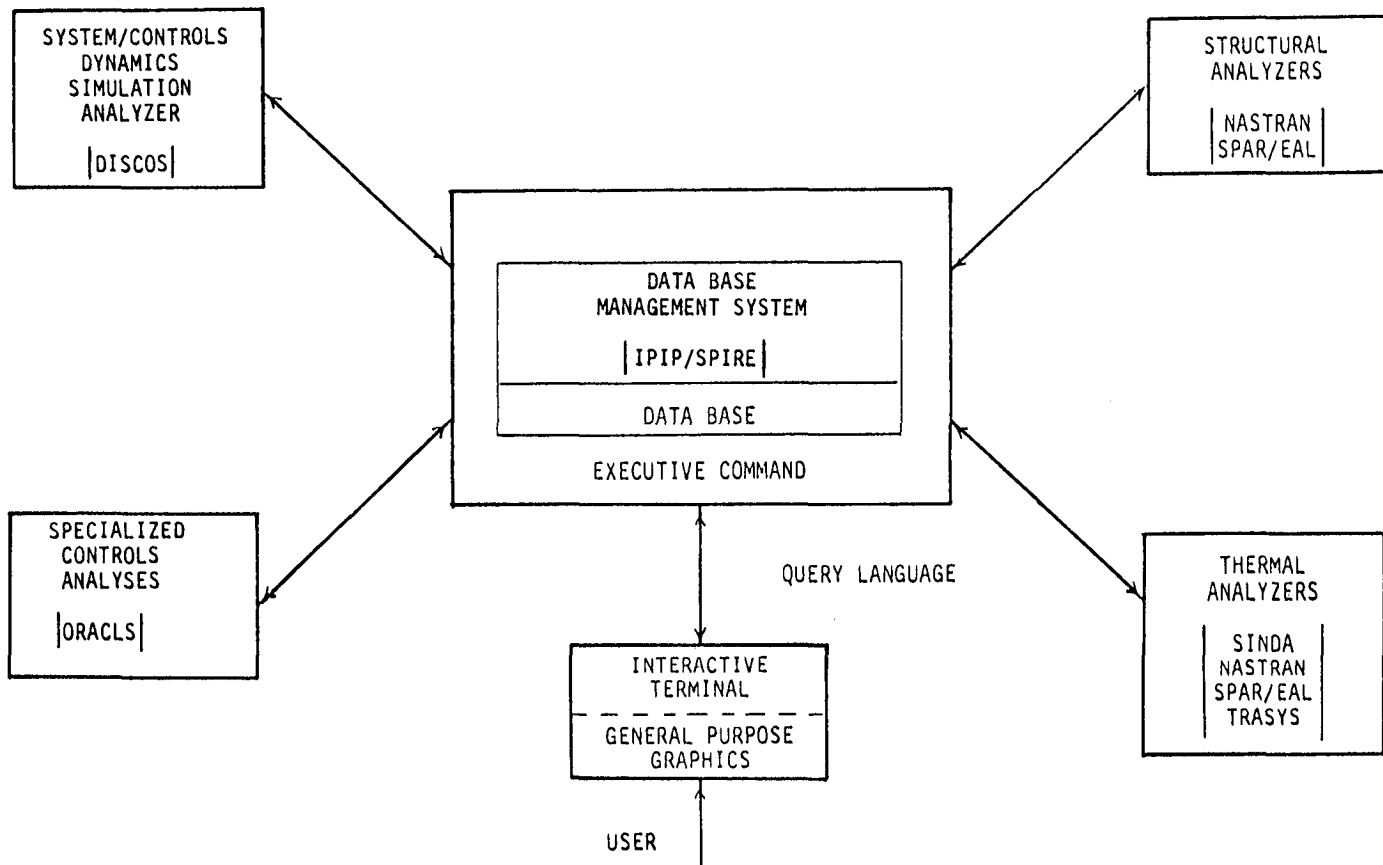 SYSTEM/CONTROLS
DYNAMICS
SIMULATION
ANALYZER
|DISCOS|
STRUCTURAL
ANALYZERS
NASTRAN
SPAR/EAL
DATA BASE
MANAGEMENT SYSTEM
|IPIP/SPIRE|
DATA BASE
EXECUTIVE COMMAND
SPECIALIZED
CONTROLS
ANALYSES
|ORACLS|
QUERY LANGUAGE
THERMAL
ANALYZERS
SINDA
NASTRAN
SPAR/EAL
TRASYS
INTERACTIVE
TERMINAL
GENERAL PURPOSE
GRAPHICS
USER